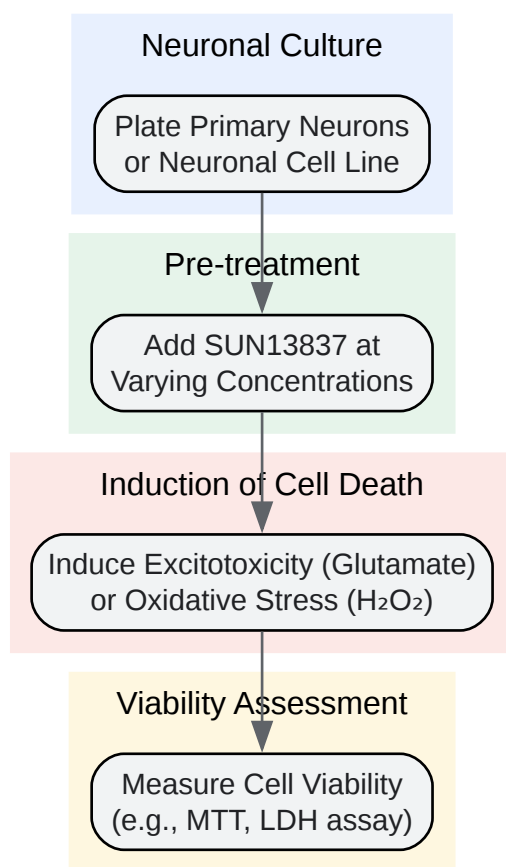 Neuronal Culture
Plate Primary Neurons
or Neuronal Cell Line
Pre-treatment
Add SUN13837 at
Varying Concentrations
Induction of Cell Death
Induce Excitotoxicity (Glutamate)
or Oxidative Stress (H₂O₂)
Viability Assessment
Measure Cell Viability
(e.g., MTT, LDH assay)